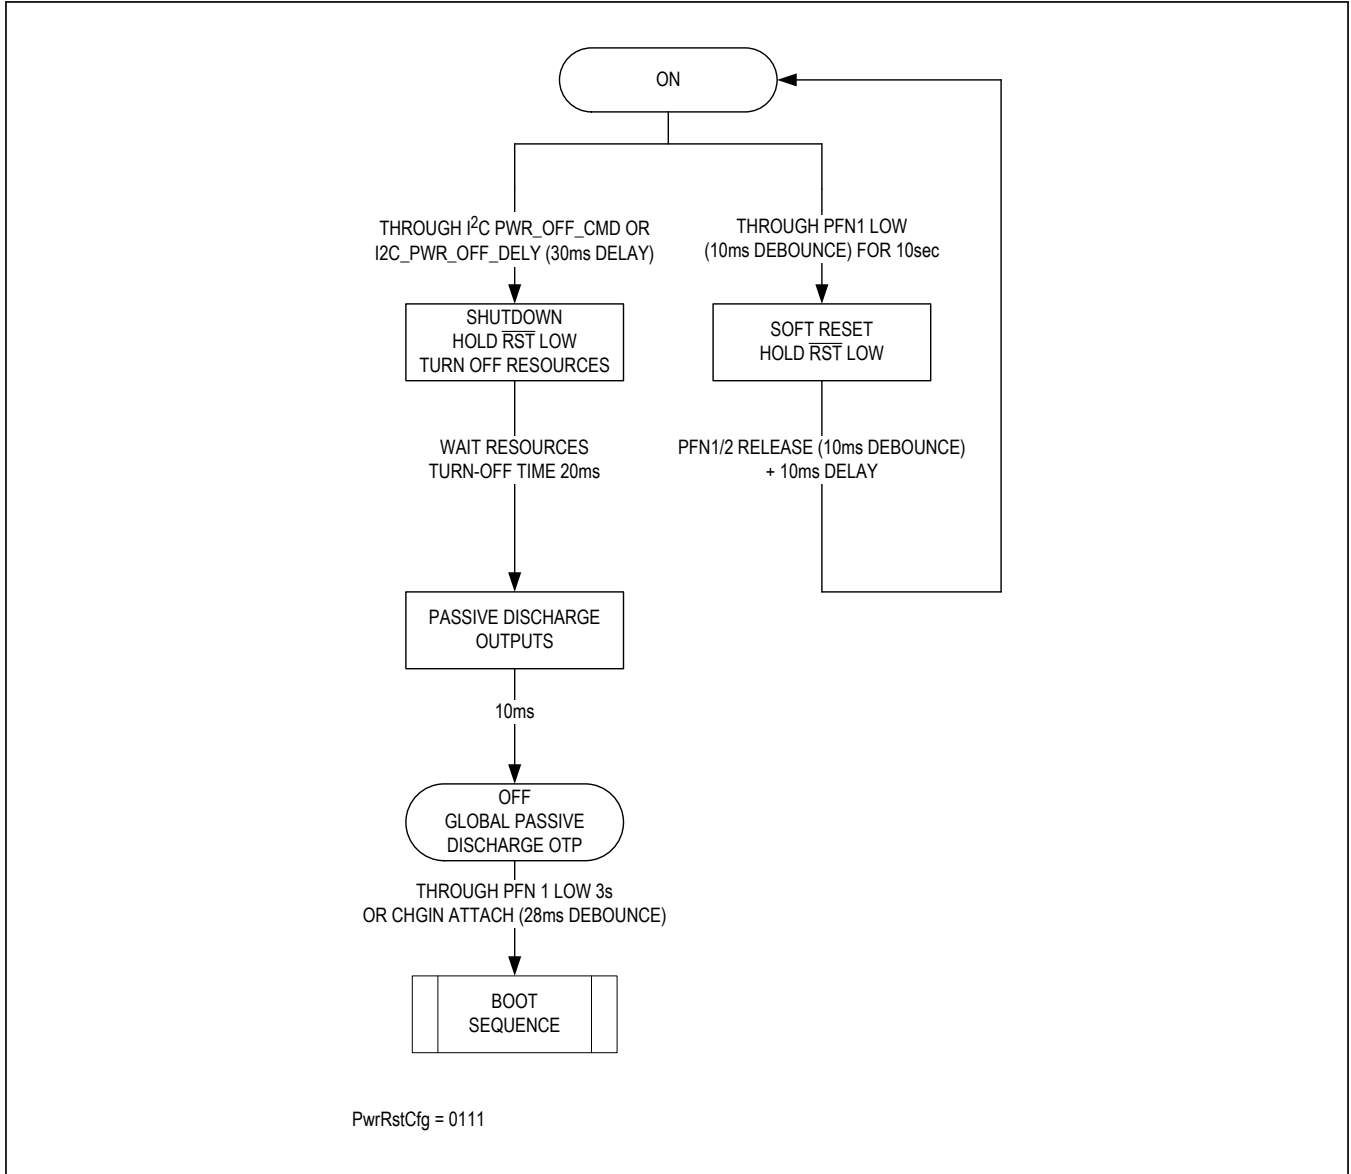 ON
THROUGH I²C PWR_OFF_CMD OR
I2C_PWR_OFF_DELY (30ms DELAY)
THROUGH PFN1 LOW
(10ms DEBOUNCE) FOR 10sec
SHUTDOWN
HOLD R̅S̅T̅ LOW
TURN OFF RESOURCES
SOFT RESET
HOLD R̅S̅T̅ LOW
WAIT RESOURCES
TURN-OFF TIME 20ms
PFN1/2 RELEASE (10ms DEBOUNCE)
+ 10ms DELAY
PASSIVE DISCHARGE
OUTPUTS
10ms
OFF
GLOBAL PASSIVE
DISCHARGE OTP
THROUGH PFN 1 LOW 3s
OR CHGIN ATTACH (28ms DEBOUNCE)
BOOT
SEQUENCE
PwrRstCfg = 0111